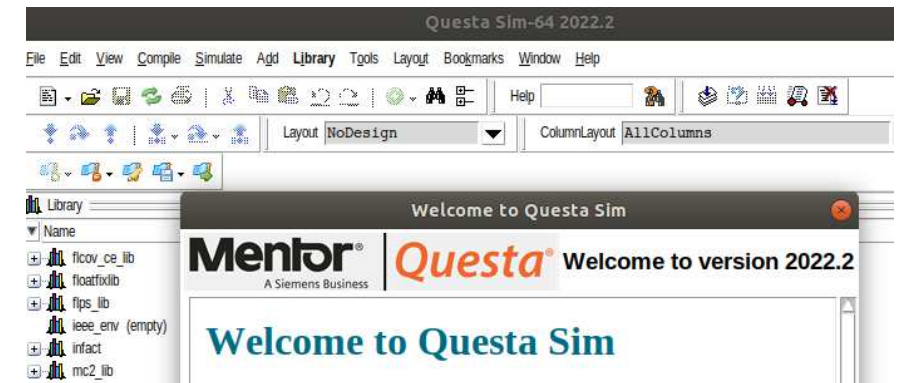 Questa Sim-64 2022.2
File Edit View Compile Simulate Add Library Tools Layout Bookmarks Window Help
Help
Layout NoDesign ColumnLayout AllColumns
Library
Name
flcov_ce_lib
floatfixlib
flps_lib
ieee_env (empty)
infact
mc2_lib
Welcome to Questa Sim
Mentor® Questa® Welcome to version 2022.2
A Siemens Business
Welcome to Questa Sim